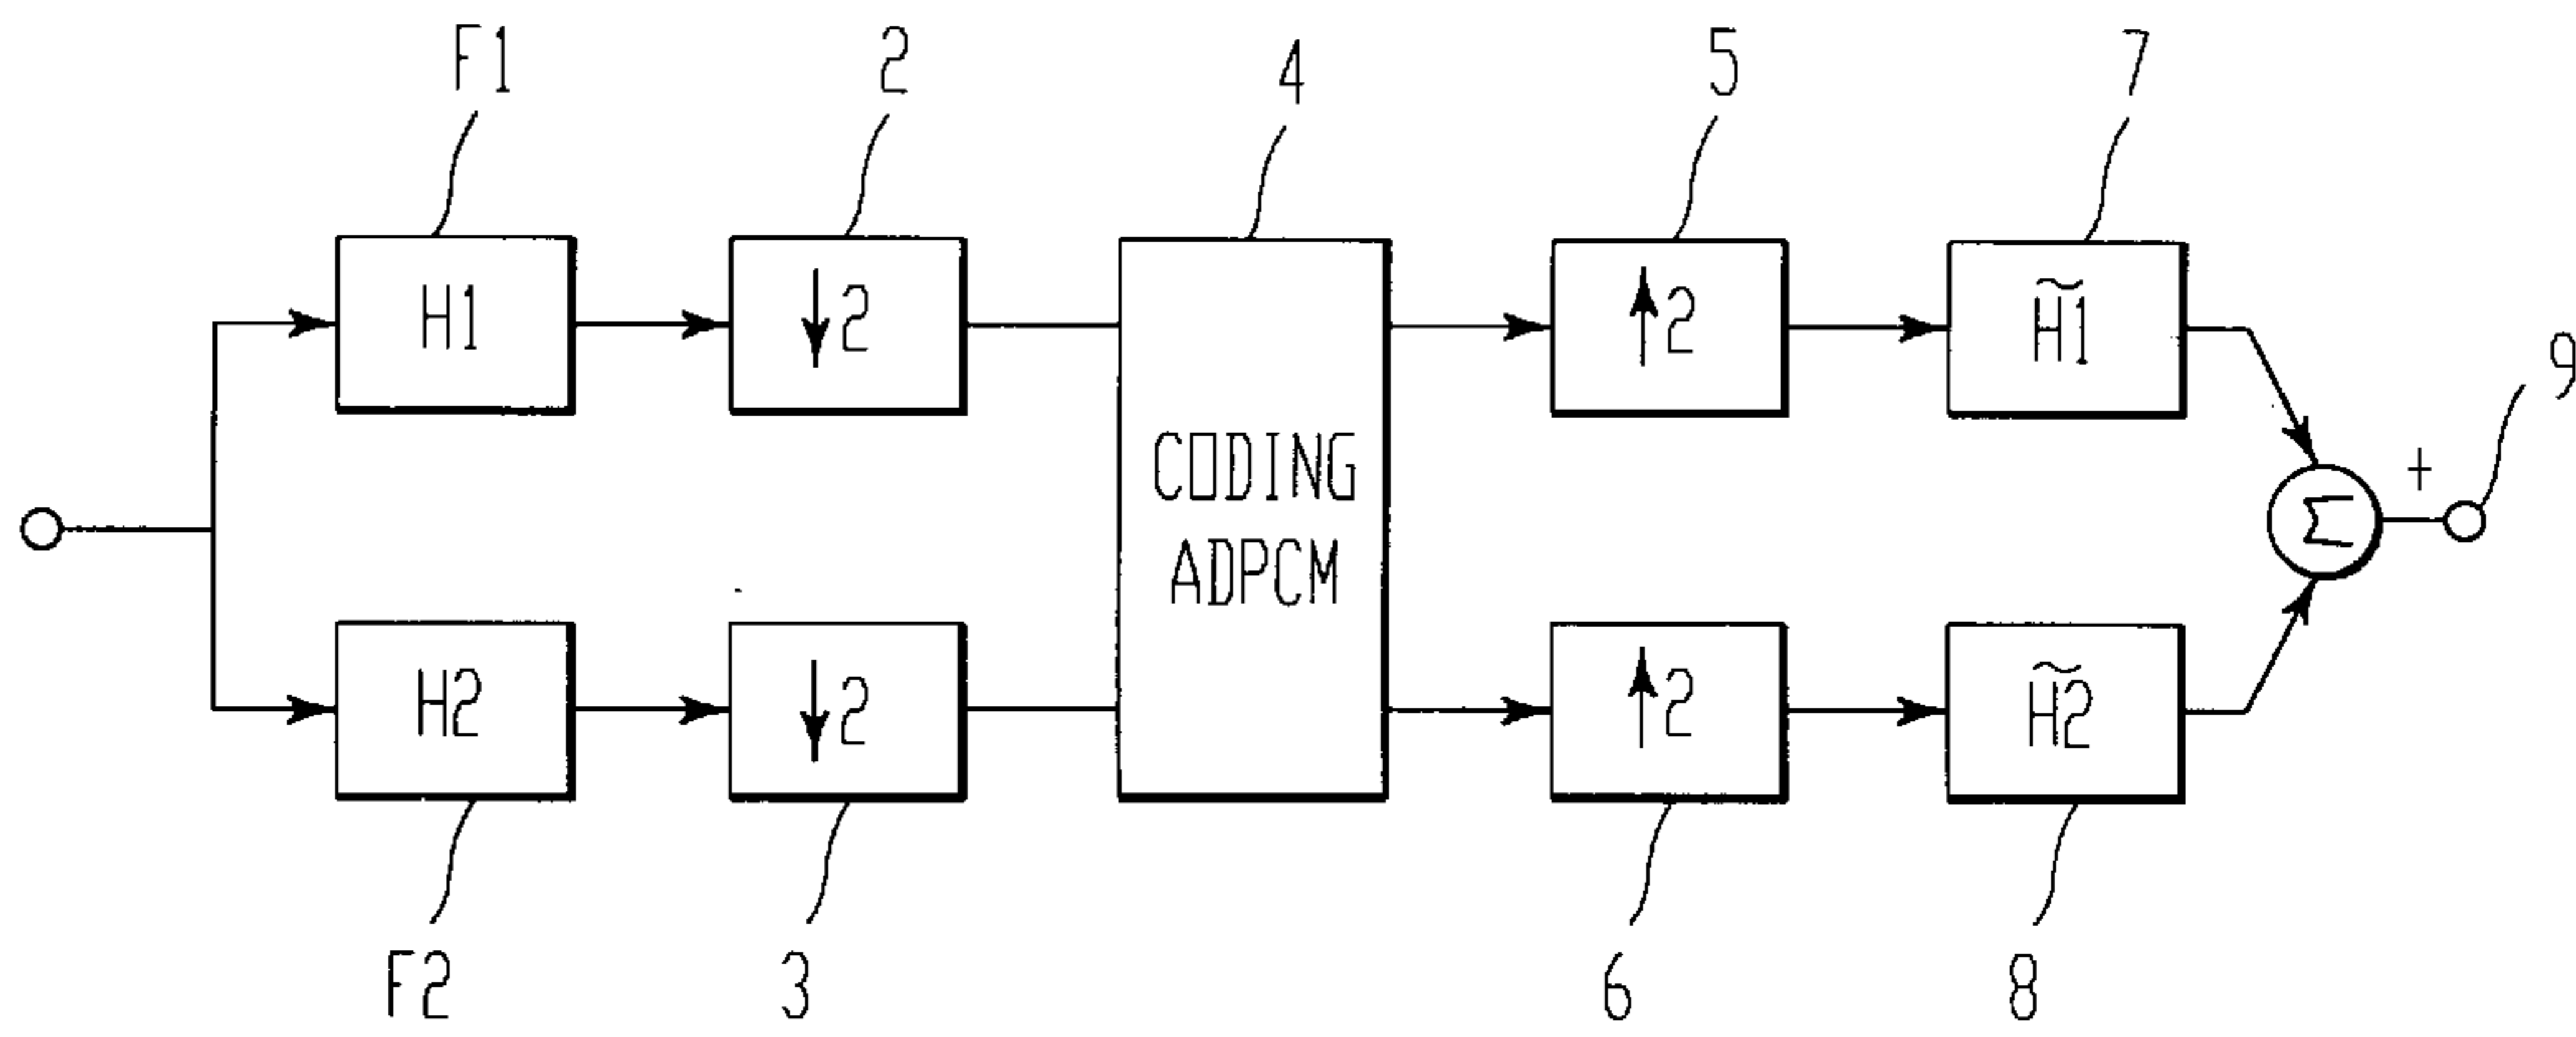 F1 2 4 5 7
H1 ↓2 ↑2 H̃1
9
CODING
ADPCM
+
Σ
H2 ↓2 ↑2 H̃2
F2 3 6 8